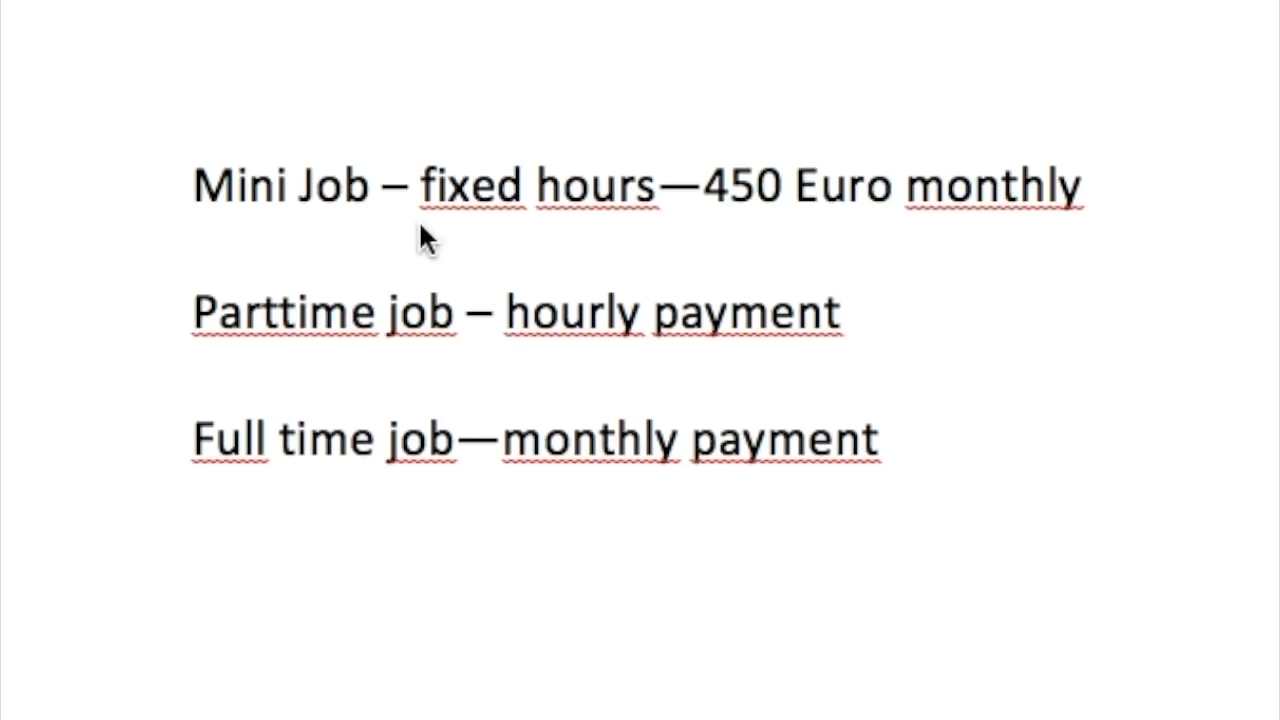 Mini Job – fixed hours—450 Euro monthly
Parttime job – hourly payment
Full time job—monthly payment